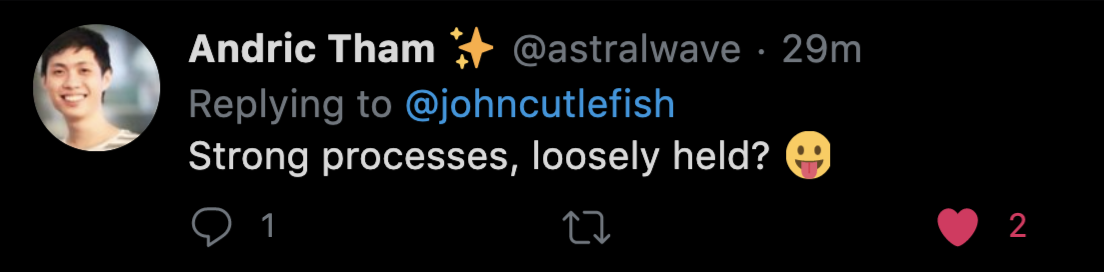 Andric Tham ✨ @astralwave · 29m
Replying to @johncutlefish
Strong processes, loosely held? 😛
1 2